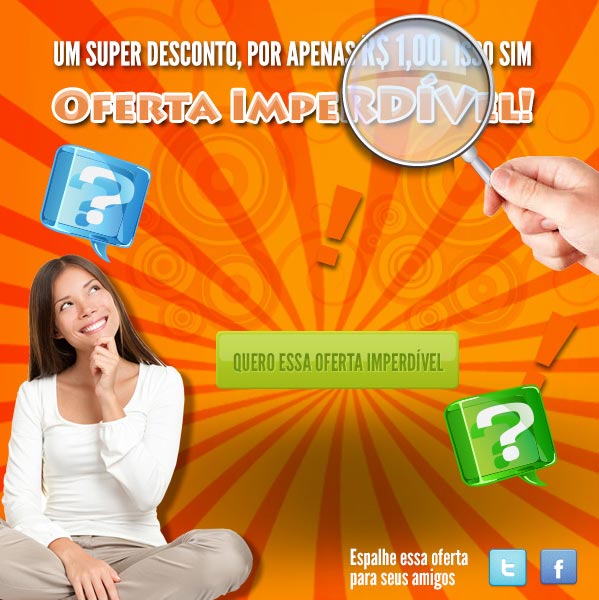 UM SUPER DESCONTO, POR APENAS R$ 1,00. ISSO SIM
OFERTA IMPERDÍVEL!
?
!
QUERO ESSA OFERTA IMPERDÍVEL
!
?
Espalhe essa oferta
para seus amigos
t f